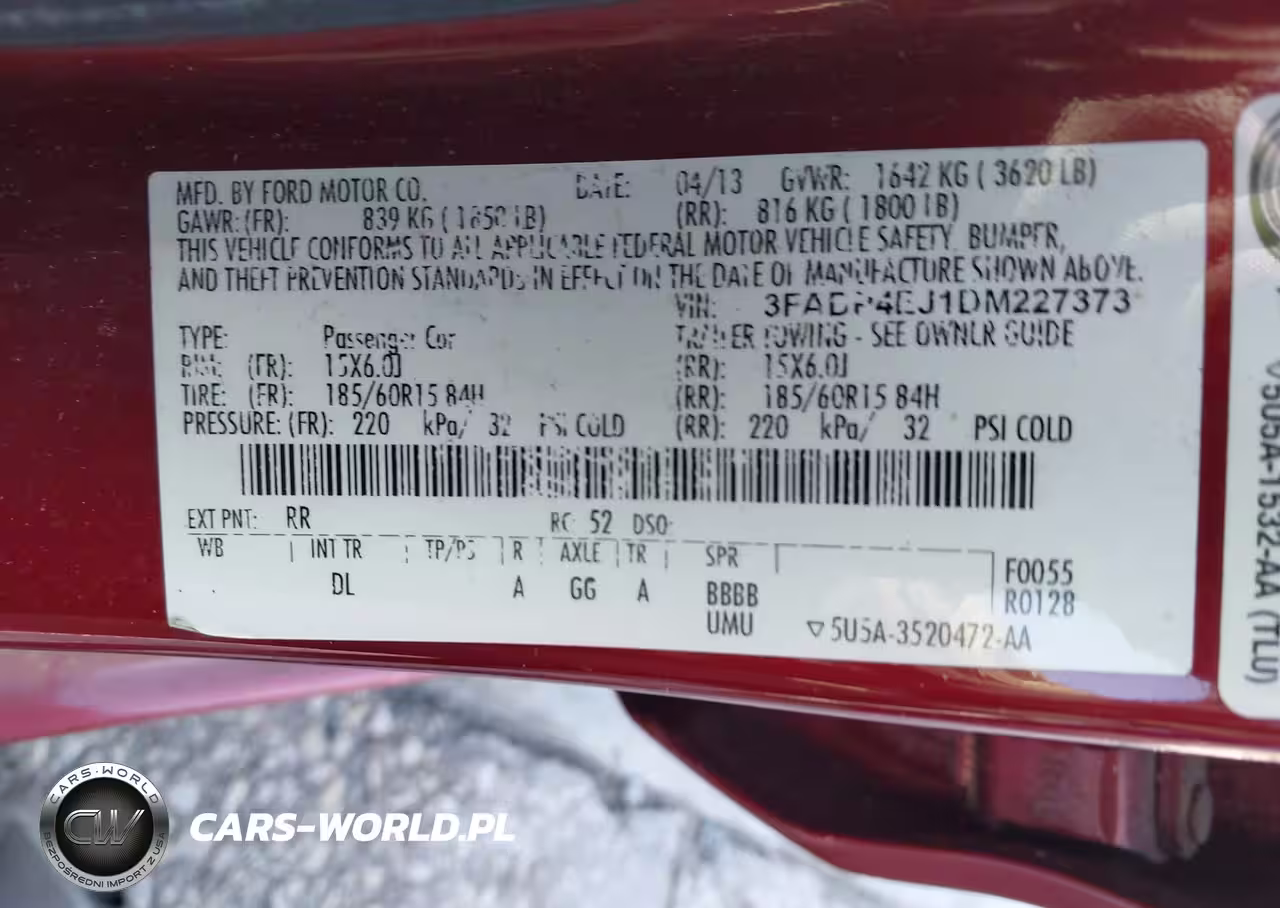 MFD. BY FORD MOTOR CO. DATE: 04/13 GVWR: 1642 KG ( 3620 LB)
GAWR: (FR): 839 KG ( 1850 LB) (RR): 816 KG ( 1800 LB)
THIS VEHICLE CONFORMS TO ALL APPLICABLE FEDERAL MOTOR VEHICLE SAFETY, BUMPER,
AND THEFT PREVENTION STANDARDS IN EFFECT ON THE DATE OF MANUFACTURE SHOWN ABOVE.
VIN: 3FADP4EJ1DM227373
TYPE: Passenger Car TRAILER TOWING - SEE OWNER GUIDE
RIM: (FR): 15X6.0J (RR): 15X6.0J
TIRE: (FR): 185/60R15 84H (RR): 185/60R15 84H
PRESSURE: (FR): 220 kPa/ 32 PSI COLD (RR): 220 kPa/ 32 PSI COLD
EXT PNT: RR RC: 52 DSO:
WB | INT TR | TP/PS | R | AXLE | TR | SPR
F0055
DL A GG A BBBB R0128
UMU ▽5U5A-3520472-AA
5U5A-1532-AA (TLU)
CARS-WORLD
CW
BEZPOŚREDNI IMPORT Z USA
CARS-WORLD.PL